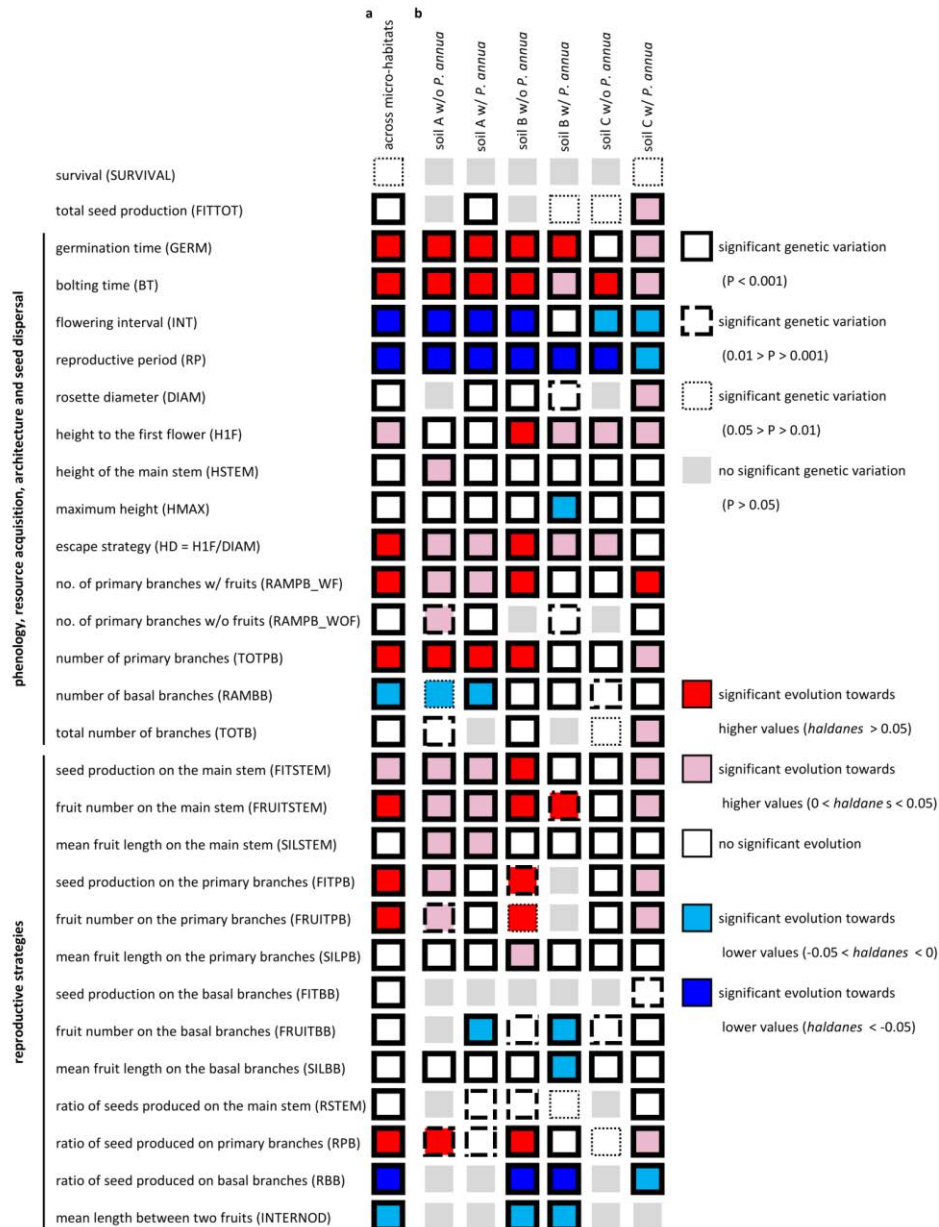 a b
across micro-habitats
soil A w/o P. annua
soil A w/ P. annua
soil B w/o P. annua
soil B w/ P. annua
soil C w/o P. annua
soil C w/ P. annua
survival (SURVIVAL)
total seed production (FITTOT)
phenology, resource acquisition, architecture and seed dispersal
germination time (GERM)
bolting time (BT)
flowering interval (INT)
reproductive period (RP)
rosette diameter (DIAM)
height to the first flower (H1F)
height of the main stem (HSTEM)
maximum height (HMAX)
escape strategy (HD = H1F/DIAM)
no. of primary branches w/ fruits (RAMPB_WF)
no. of primary branches w/o fruits (RAMPB_WOF)
number of primary branches (TOTPB)
number of basal branches (RAMBB)
total number of branches (TOTB)
reproductive strategies
seed production on the main stem (FITSTEM)
fruit number on the main stem (FRUITSTEM)
mean fruit length on the main stem (SILSTEM)
seed production on the primary branches (FITPB)
fruit number on the primary branches (FRUITPB)
mean fruit length on the primary branches (SILPB)
seed production on the basal branches (FITBB)
fruit number on the basal branches (FRUITBB)
mean fruit length on the basal branches (SILBB)
ratio of seeds produced on the main stem (RSTEM)
ratio of seed produced on primary branches (RPB)
ratio of seed produced on basal branches (RBB)
mean length between two fruits (INTERNOD)
significant genetic variation
(P < 0.001)
significant genetic variation
(0.01 > P > 0.001)
significant genetic variation
(0.05 > P > 0.01)
no significant genetic variation
(P > 0.05)
significant evolution towards
higher values (haldanes > 0.05)
significant evolution towards
higher values (0 < haldane s < 0.05)
no significant evolution
significant evolution towards
lower values (-0.05 < haldanes < 0)
significant evolution towards
lower values (haldanes < -0.05)